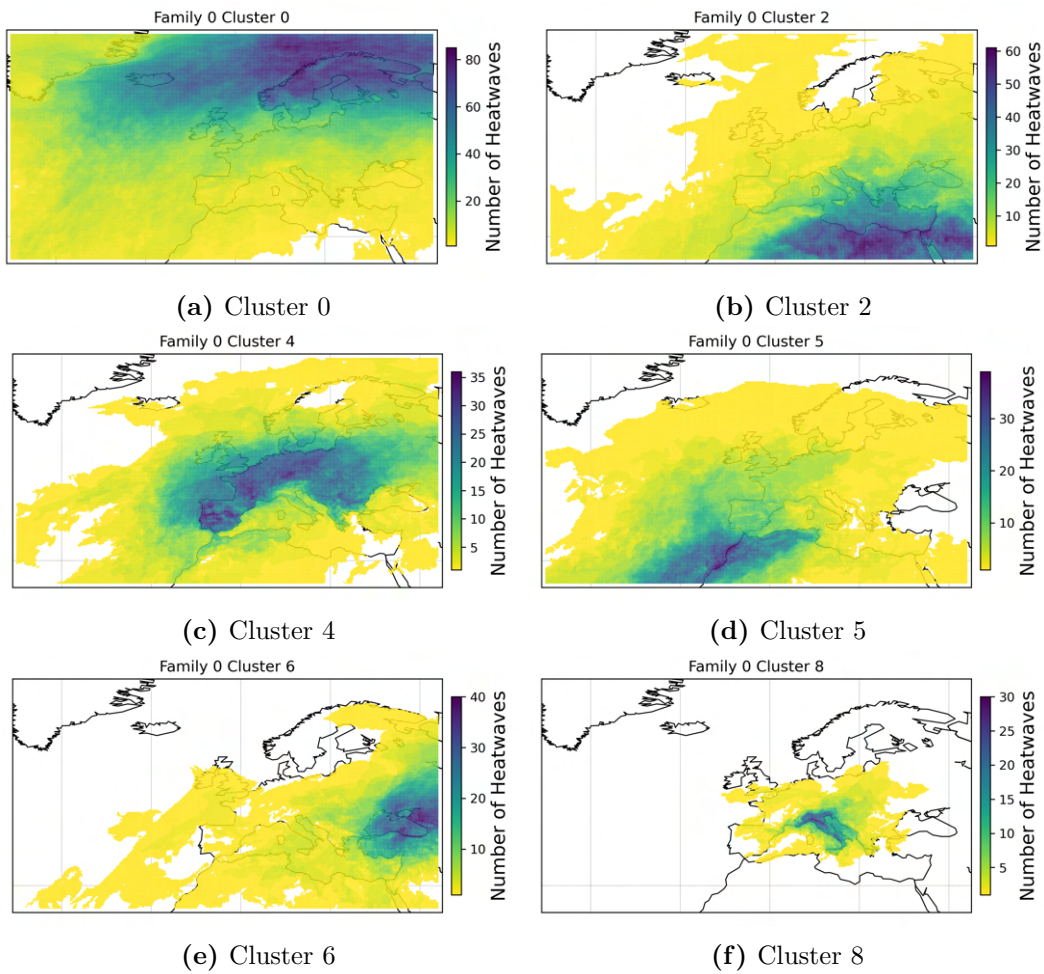 Family 0 Cluster 0
80
60
40
20
Number of Heatwaves
(a) Cluster 0
Family 0 Cluster 2
60
50
40
30
20
10
Number of Heatwaves
(b) Cluster 2
Family 0 Cluster 4
35
30
25
20
15
10
5
Number of Heatwaves
(c) Cluster 4
Family 0 Cluster 5
30
20
10
Number of Heatwaves
(d) Cluster 5
Family 0 Cluster 6
40
30
20
10
Number of Heatwaves
(e) Cluster 6
Family 0 Cluster 8
30
25
20
15
10
5
Number of Heatwaves
(f) Cluster 8